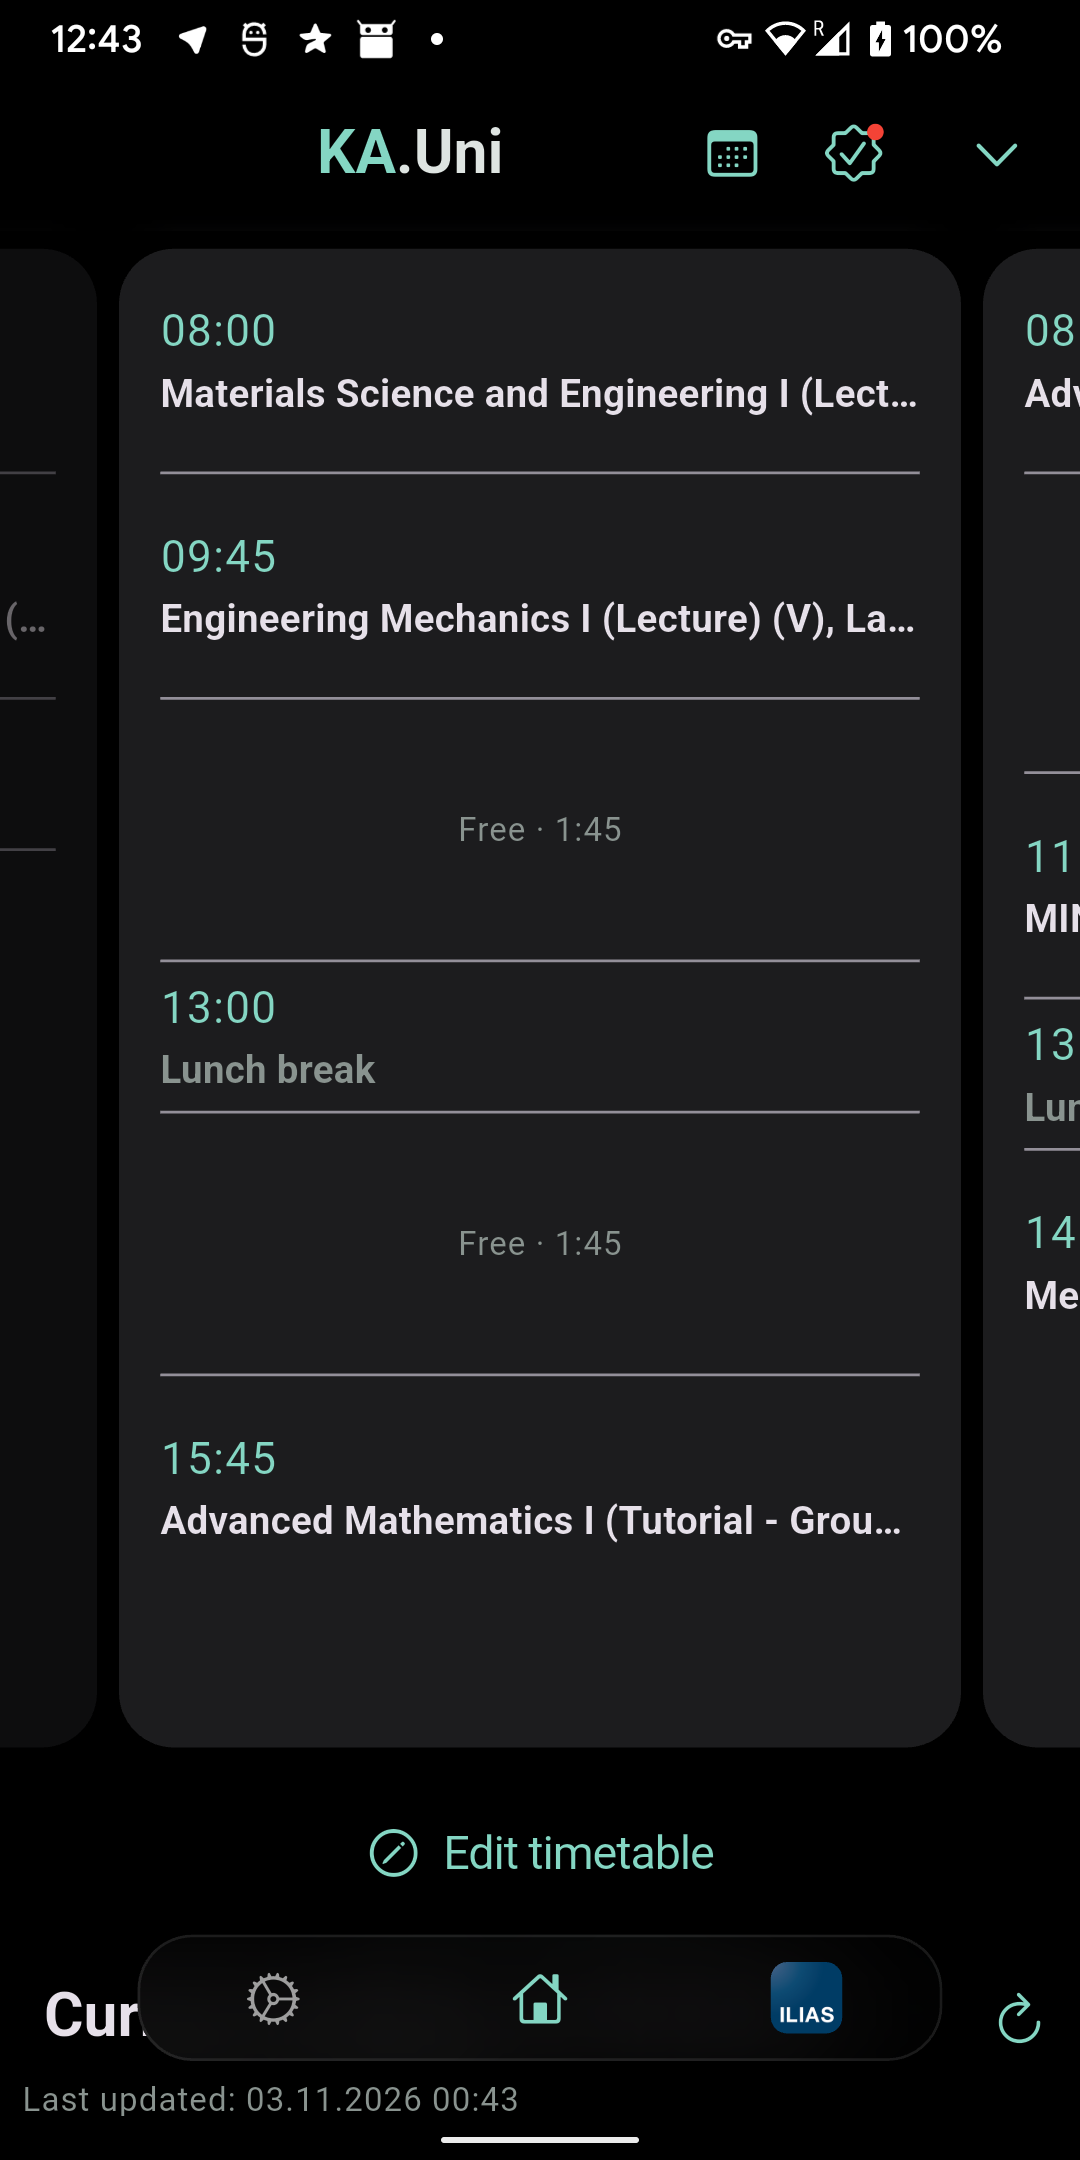 12:43
R
100%
KA.Uni
08:00
Materials Science and Engineering I (Lect...
09:45
Engineering Mechanics I (Lecture) (V), La...
Free · 1:45
13:00
Lunch break
Free · 1:45
15:45
Advanced Mathematics I (Tutorial - Grou...
(...
08
Adv
11
MIN
13
Lun
14
Me
Edit timetable
Curr
ILIAS
Last updated: 03.11.2026 00:43